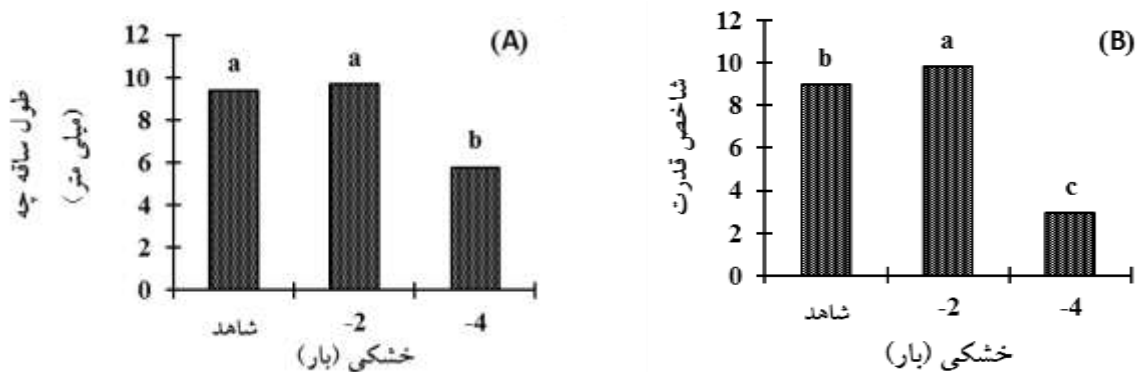 (A)
طول ساقه چه
(میلی متر)
12
10
8
6
4
2
0
a
a
b
شاهد
-2
-4
خشکی (بار)
(B)
شاخص قدرت
12
10
8
6
4
2
0
b
a
c
شاهد
-2
-4
خشکی (بار)